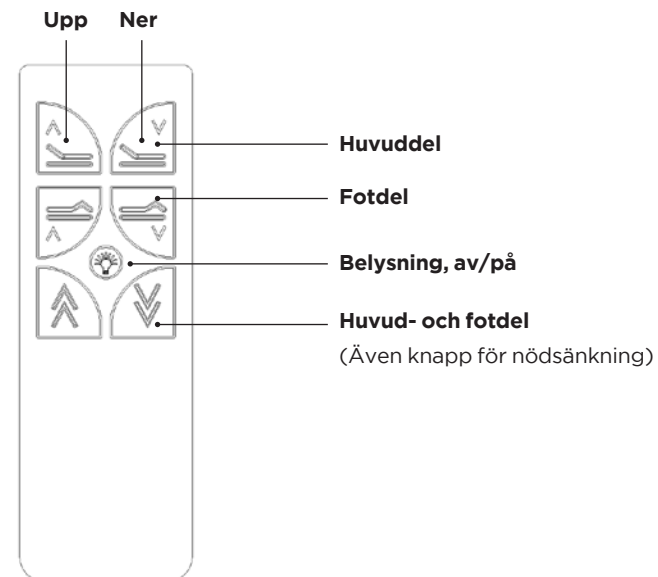 Upp Ner
Huvuddel
Fotdel
Belysning, av/på
Huvud- och fotdel
(Även knapp för nödsänkning)